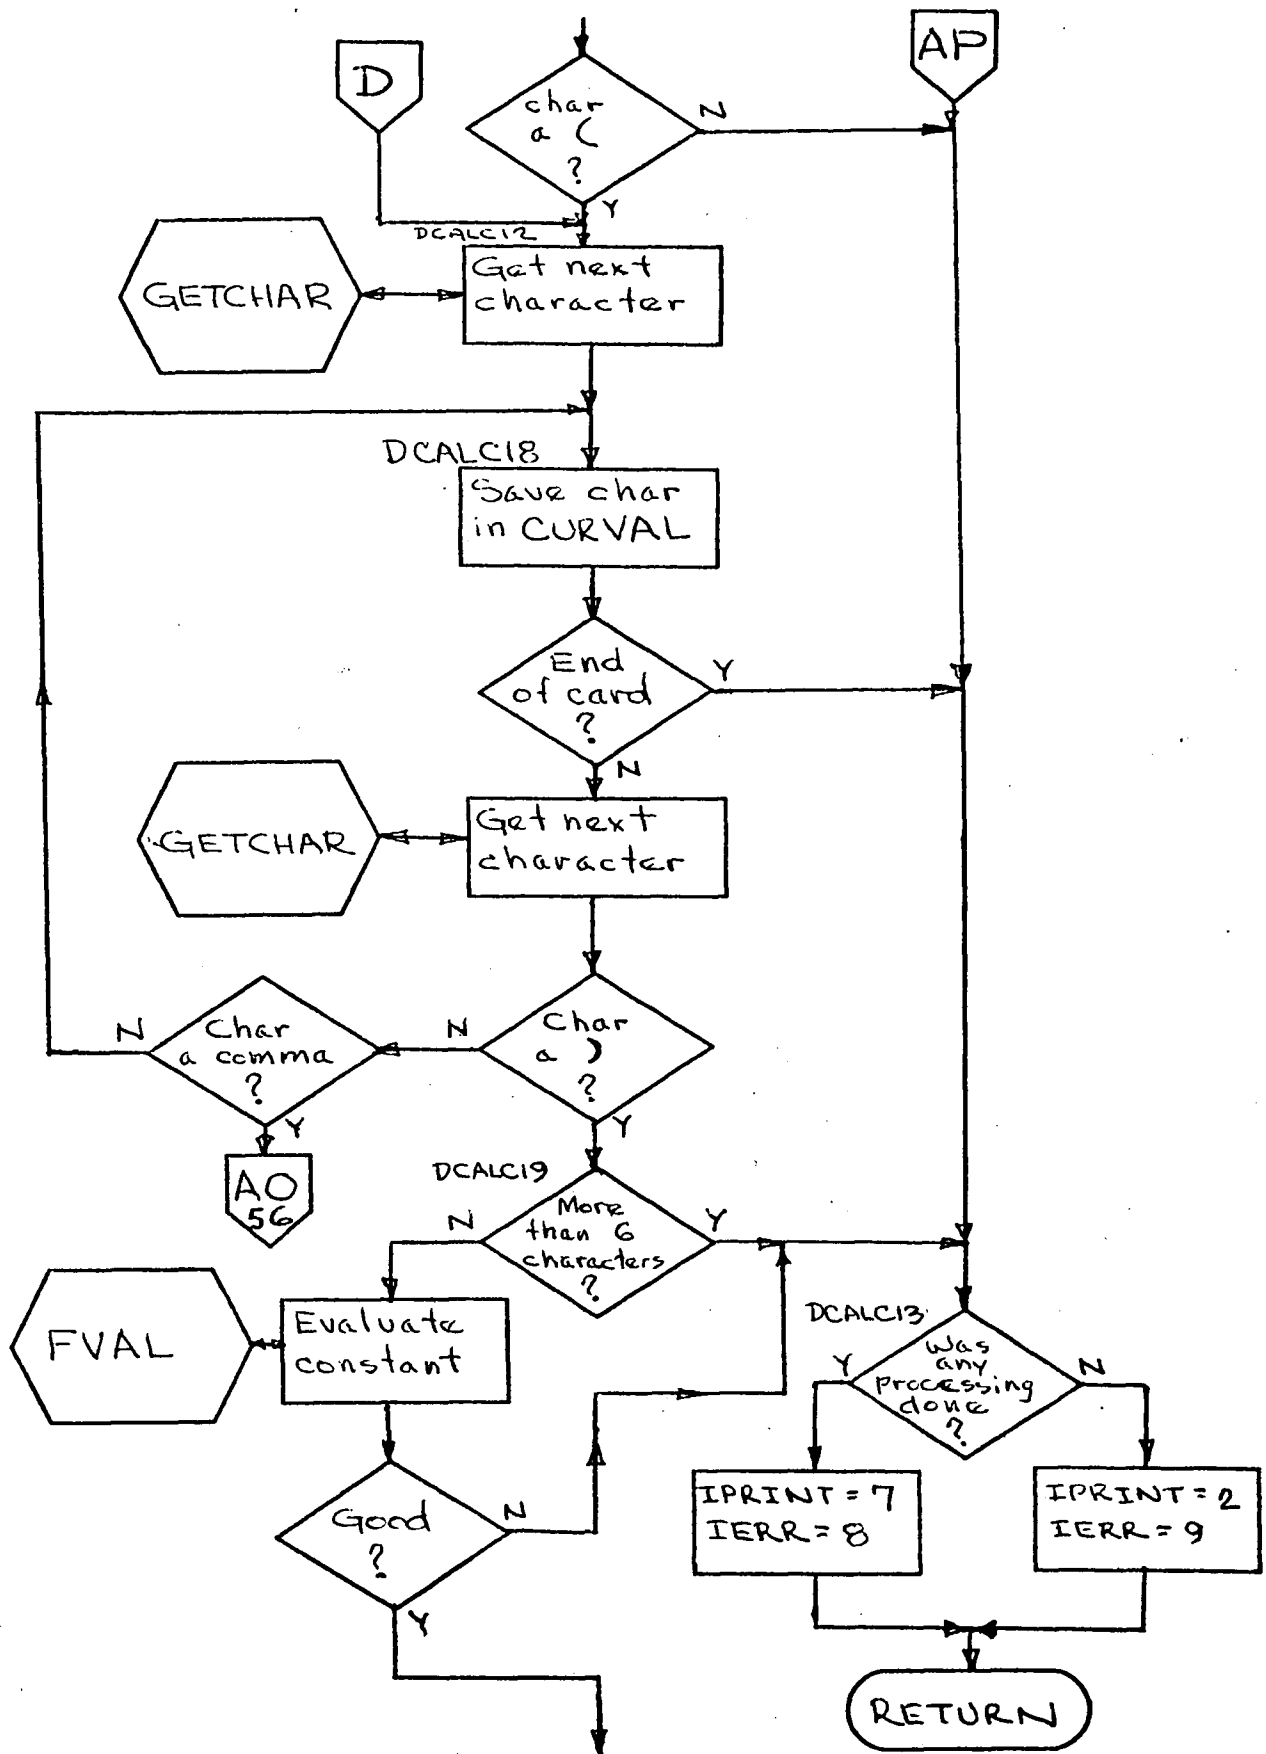 D
AP
char
a (
?
N
Y
DCALC12
GETCHAR
Get next
character
DCALC18
Save char
in CURVAL
End
of card
?
Y
N
GETCHAR
Get next
character
Char
a )
?
N
Y
Char
a comma
?
N
Y
AO
56
DCALC19
More
than 6
characters
?
N
Y
FVAL
Evaluate
constant
DCALC13
Was
any
processing
done
?
Y
N
Good
?
N
Y
IPRINT = 7
IERR = 8
IPRINT = 2
IERR = 9
RETURN